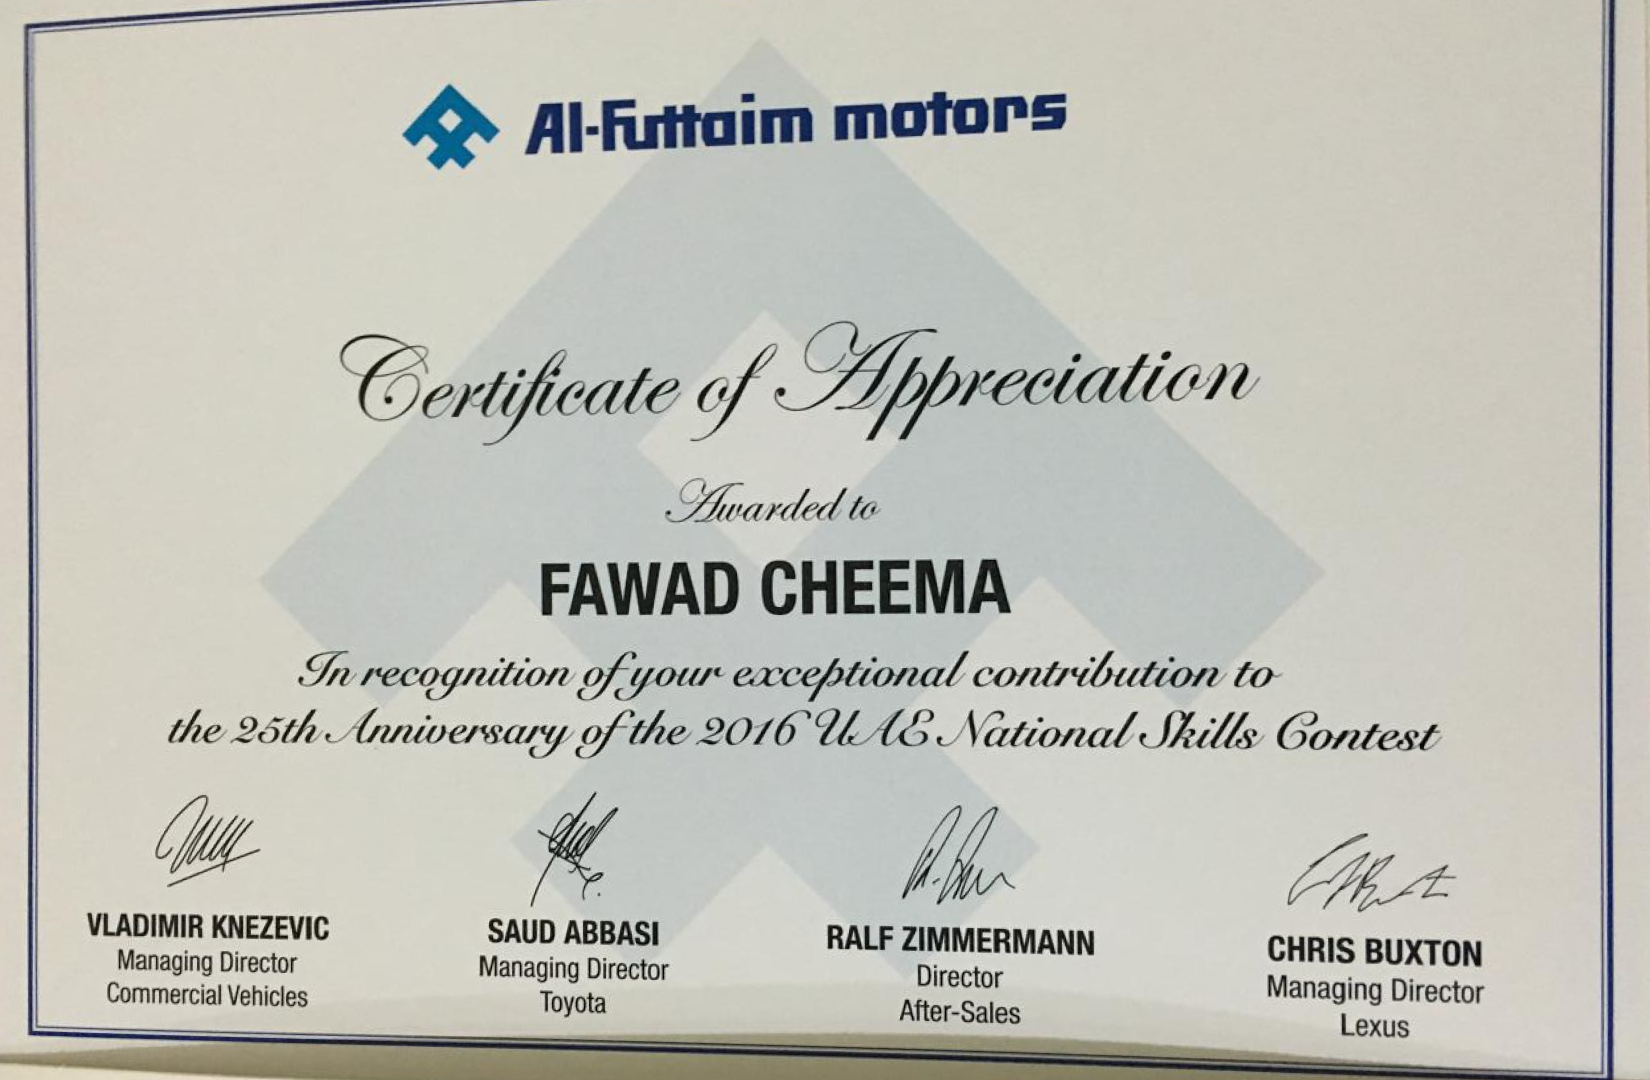 Al-Futtaim motors
Certificate of Appreciation
Awarded to
FAWAD CHEEMA
In recognition of your exceptional contribution to
the 25th Anniversary of the 2016 UAE National Skills Contest
VLADIMIR KNEZEVIC
Managing Director
Commercial Vehicles
SAUD ABBASI
Managing Director
Toyota
RALF ZIMMERMANN
Director
After-Sales
CHRIS BUXTON
Managing Director
Lexus